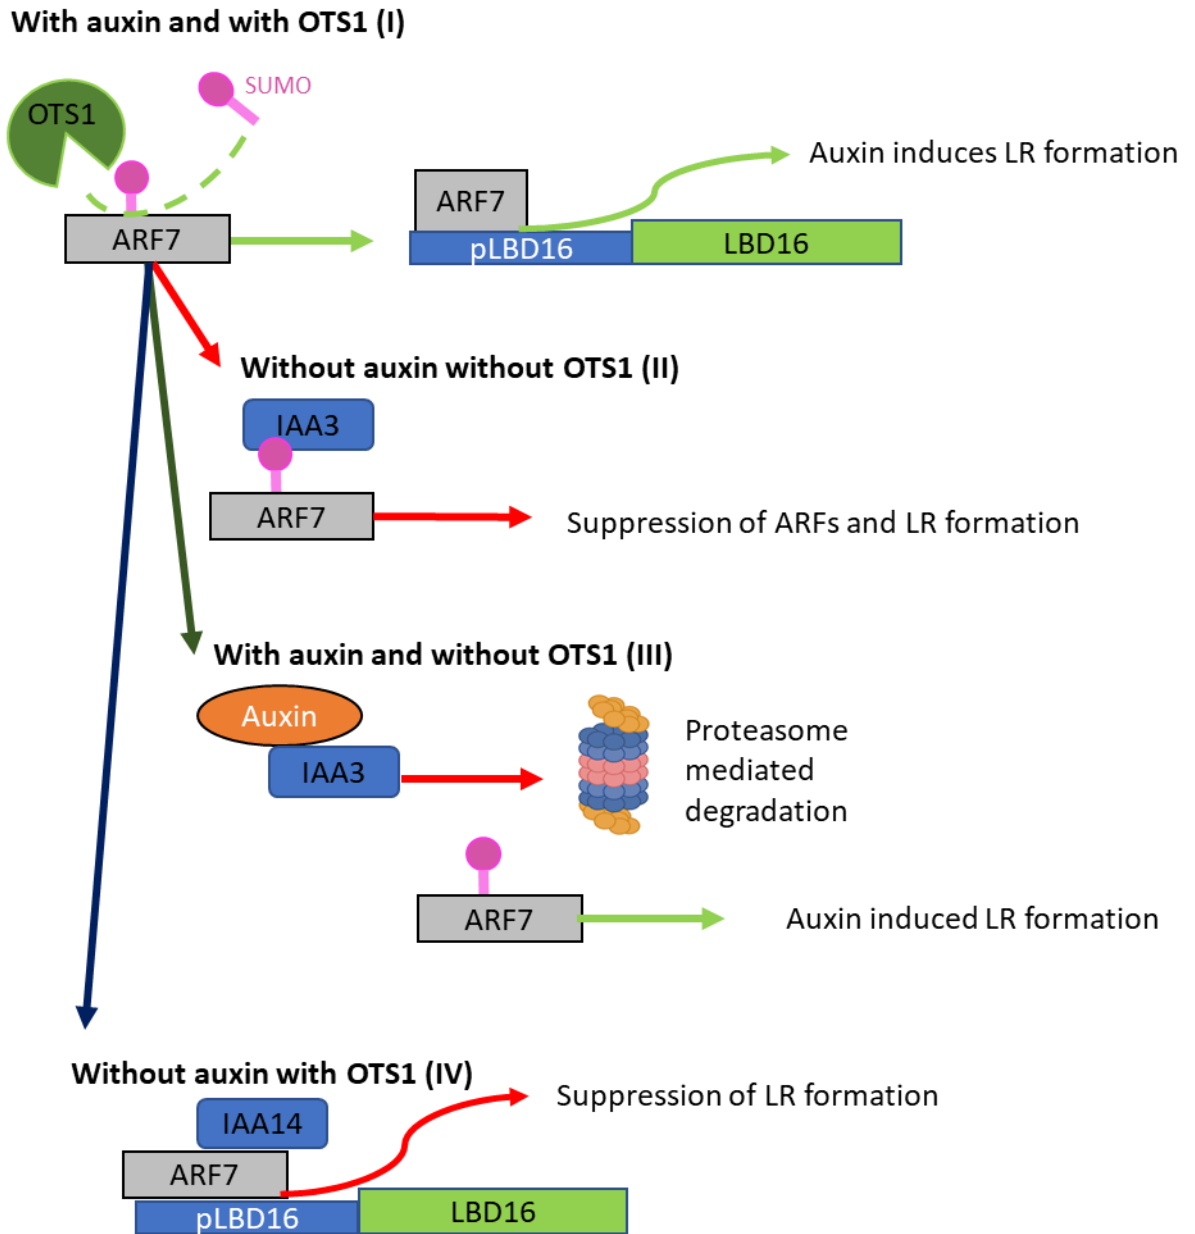 With auxin and with OTS1 (I)
SUMO
OTS1
ARF7
Auxin induces LR formation
ARF7
pLBD16
LBD16
Without auxin without OTS1 (II)
IAA3
ARF7
Suppression of ARFs and LR formation
With auxin and without OTS1 (III)
Auxin
IAA3
Proteasome
mediated
degradation
ARF7
Auxin induced LR formation
Without auxin with OTS1 (IV)
Suppression of LR formation
IAA14
ARF7
pLBD16
LBD16